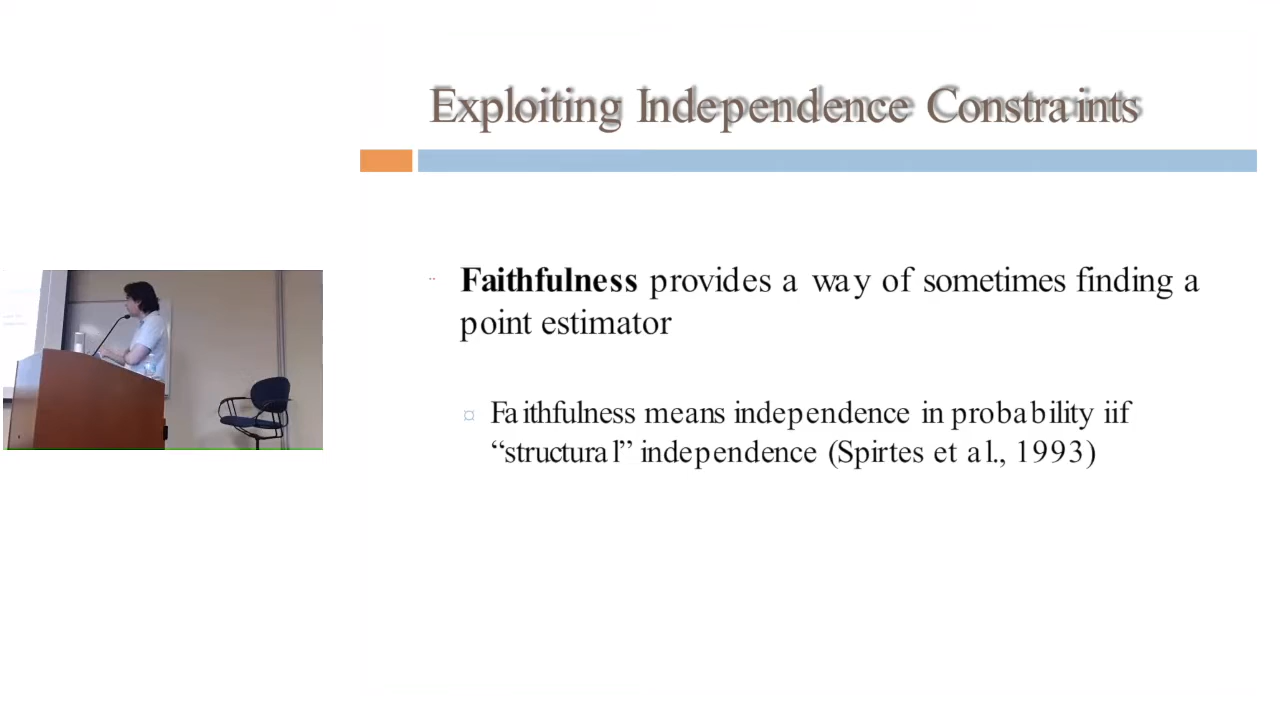 Exploiting Independence Constraints
Faithfulness provides a way of sometimes finding a
point estimator
Faithfulness means independence in probability iif
“structural” independence (Spirtes et al., 1993)